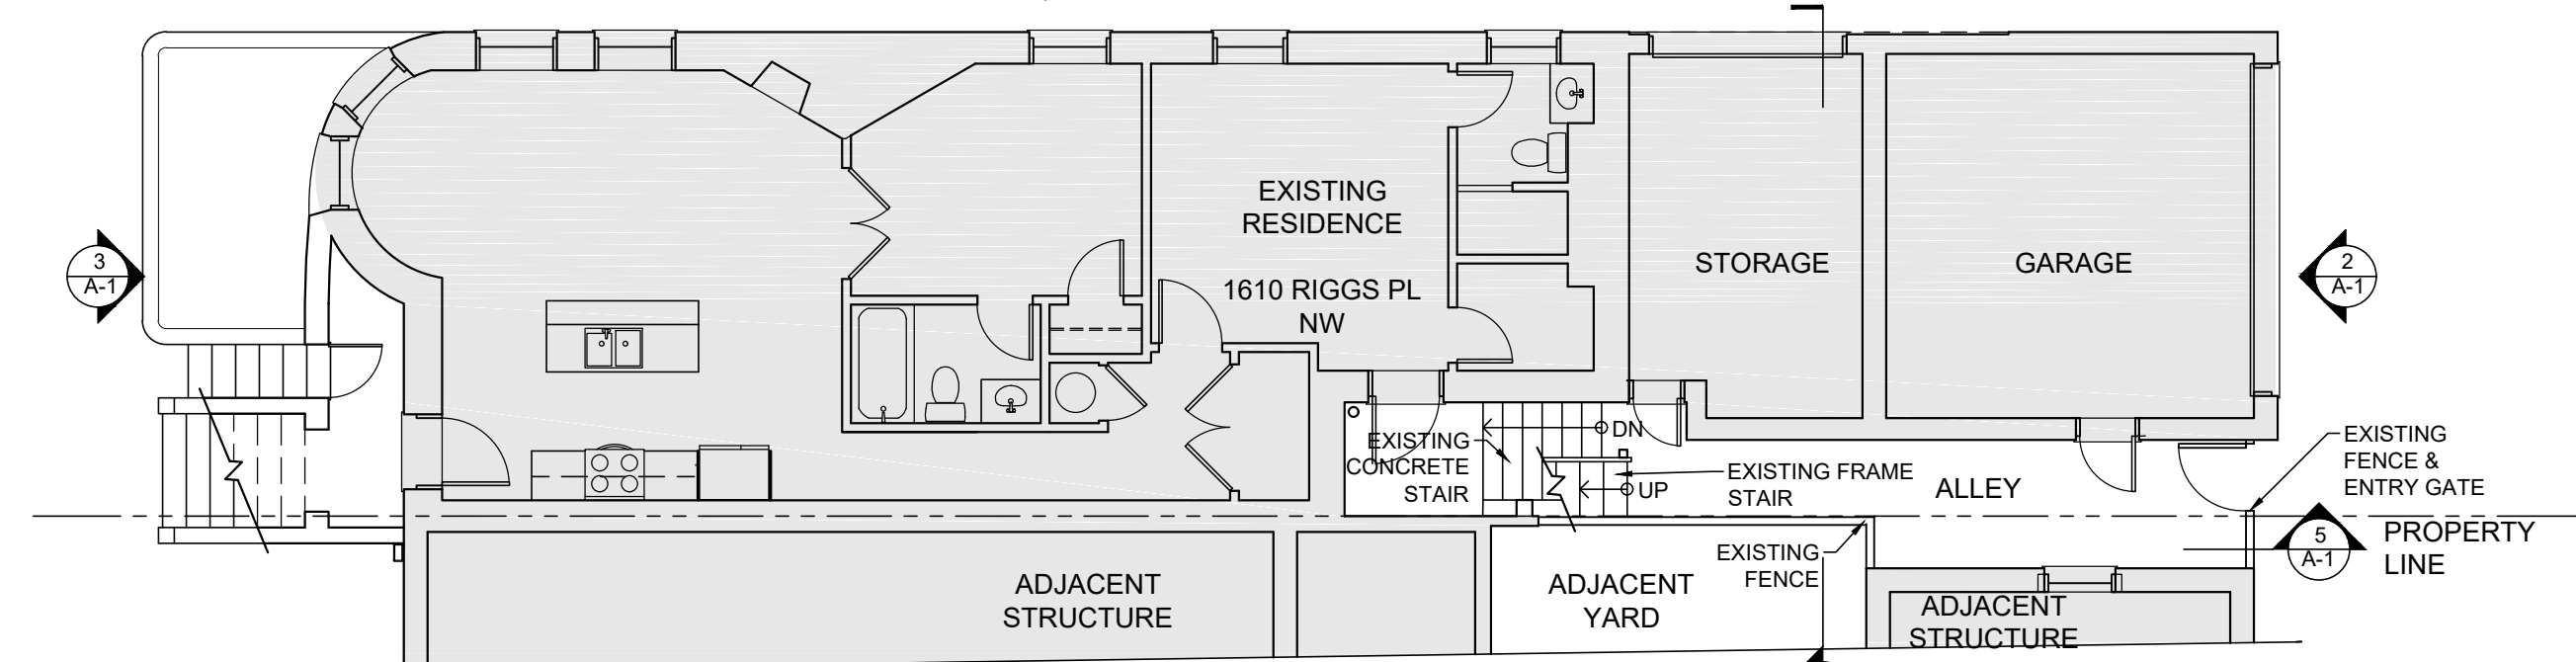 3
A-1
EXISTING
RESIDENCE
1610 RIGGS PL
NW
STORAGE
GARAGE
2
A-1
EXISTING
CONCRETE
STAIR
DN
UP
EXISTING FRAME
STAIR
ALLEY
EXISTING
FENCE &
ENTRY GATE
5
A-1
PROPERTY
LINE
ADJACENT
STRUCTURE
ADJACENT
YARD
EXISTING
FENCE
ADJACENT
STRUCTURE